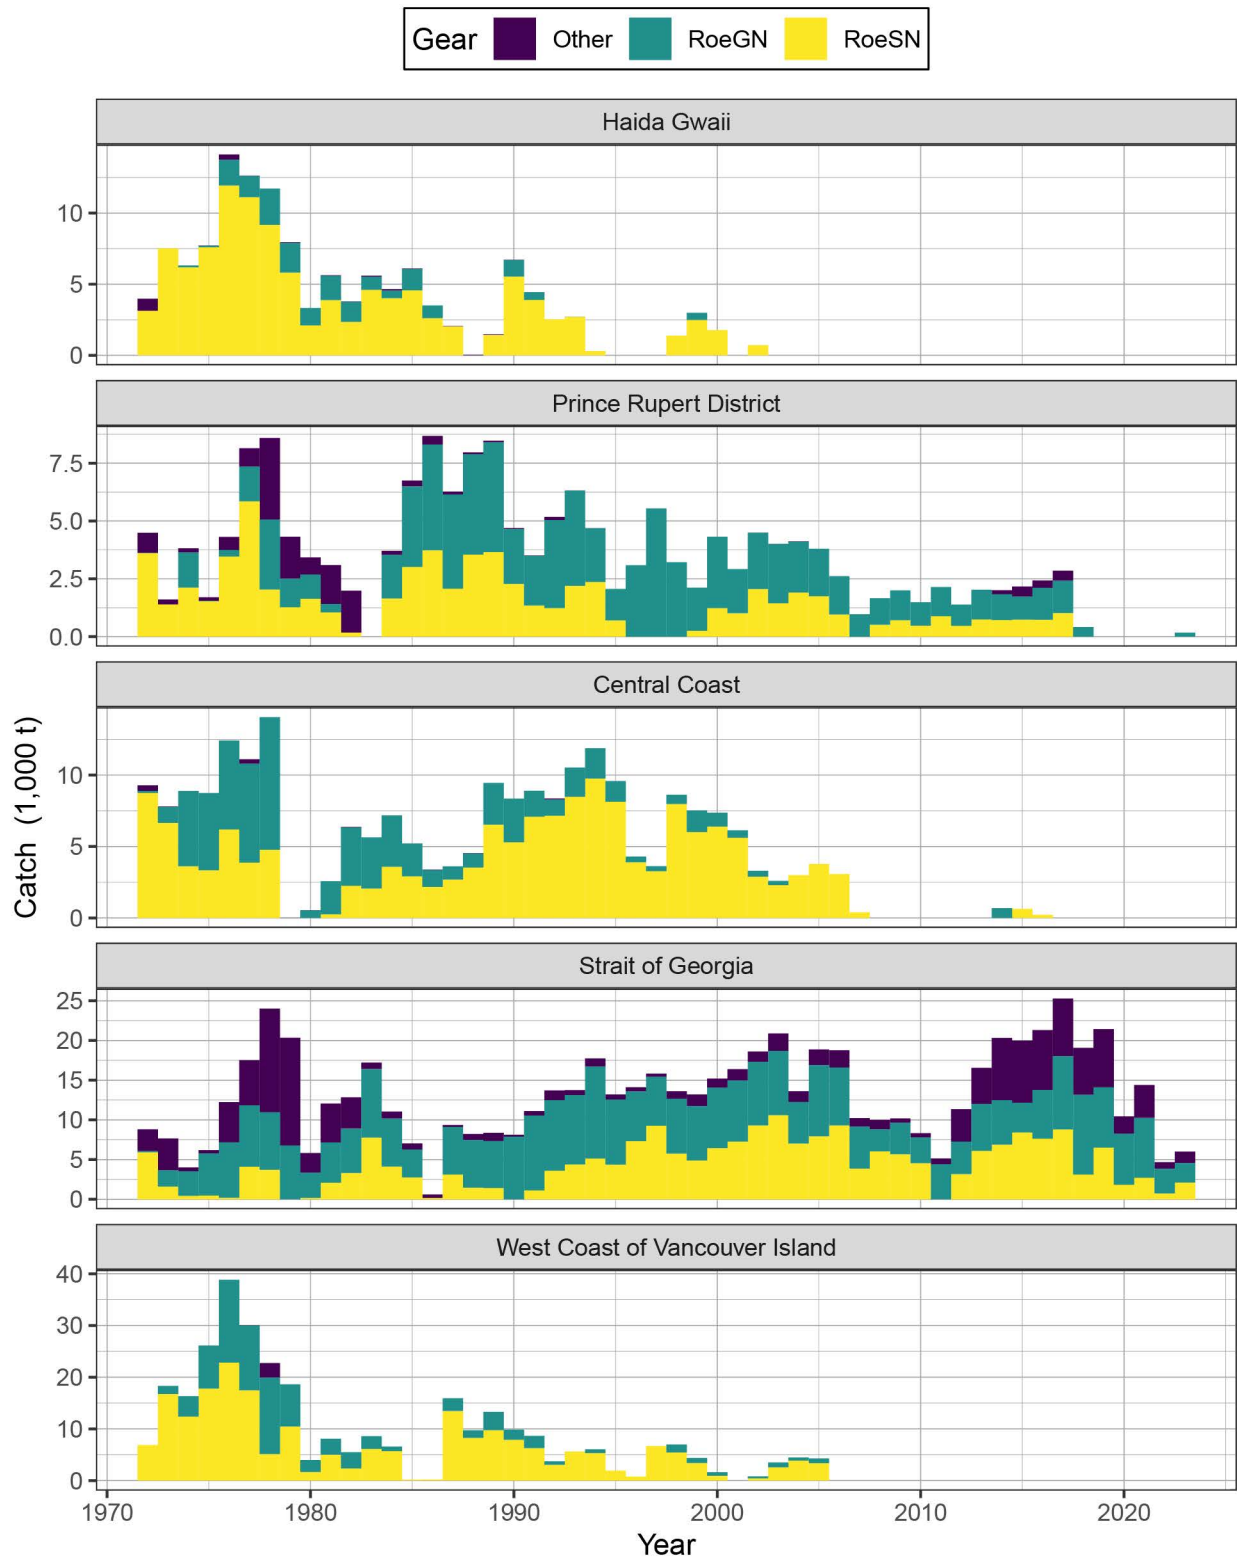 Gear Other RoeGN RoeSN
Haida Gwaii
10
5
0
Prince Rupert District
7.5
5.0
2.5
0.0
Central Coast
10
5
0
Strait of Georgia
25
20
15
10
5
0
West Coast of Vancouver Island
40
30
20
10
0
1970 1980 1990 2000 2010 2020
Year
Catch (1,000 t)